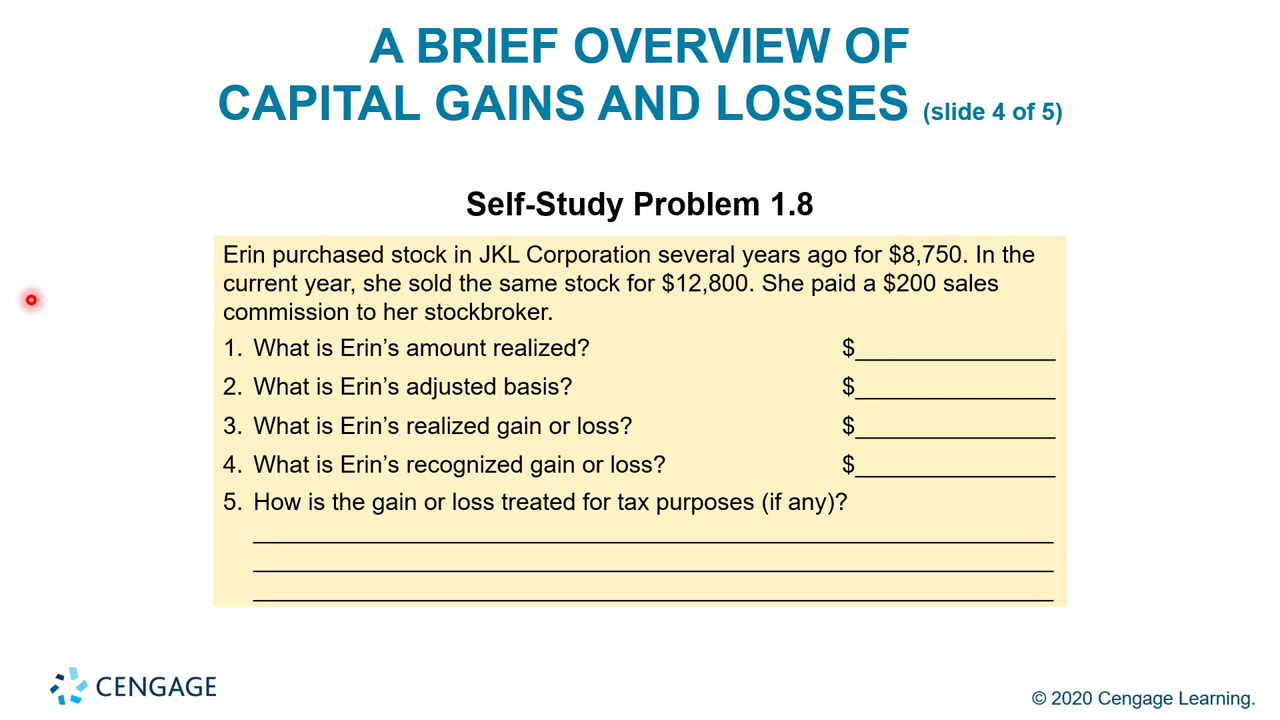 A BRIEF OVERVIEW OF
CAPITAL GAINS AND LOSSES (slide 4 of 5)
Self-Study Problem 1.8
Erin purchased stock in JKL Corporation several years ago for $8,750. In the
current year, she sold the same stock for $12,800. She paid a $200 sales
commission to her stockbroker.
1. What is Erin’s amount realized? $_______________
2. What is Erin’s adjusted basis? $_______________
3. What is Erin’s realized gain or loss? $_______________
4. What is Erin’s recognized gain or loss? $_______________
5. How is the gain or loss treated for tax purposes (if any)?
CENGAGE
© 2020 Cengage Learning.